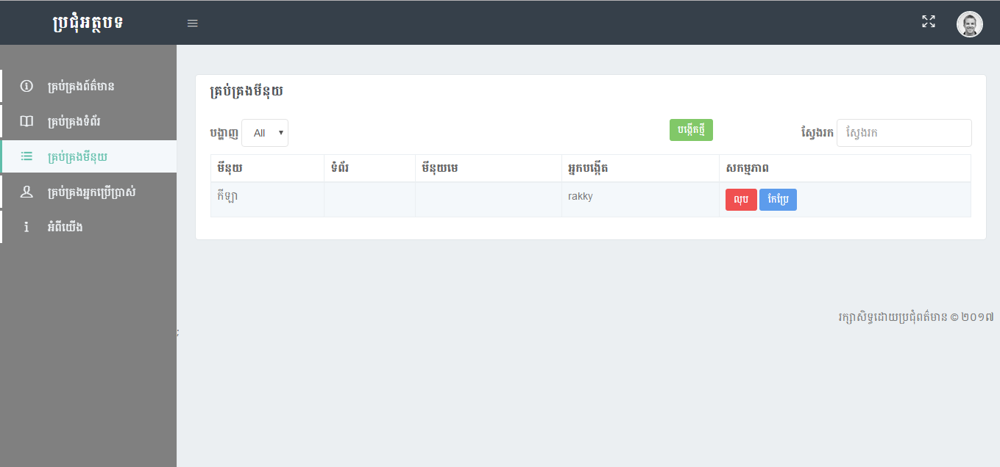 ប្រជុំអត្ថបទ
គ្រប់គ្រងព័ត៌មាន
គ្រប់គ្រងទំព័រ
គ្រប់គ្រងមីនុយ
គ្រប់គ្រងអ្នកប្រើប្រាស់
អំពីយើង
គ្រប់គ្រងមីនុយ
បង្ហាញ All បង្កើតថ្មី ស្វែងរក ស្វែងរក
មីនុយ ទំព័រ មីនុយមេ អ្នកបង្កើត សកម្មភាព
កីឡា rakky លុប កែប្រែ
រក្សាសិទ្ធដោយប្រជុំពត៌មាន © ២០១៧
;